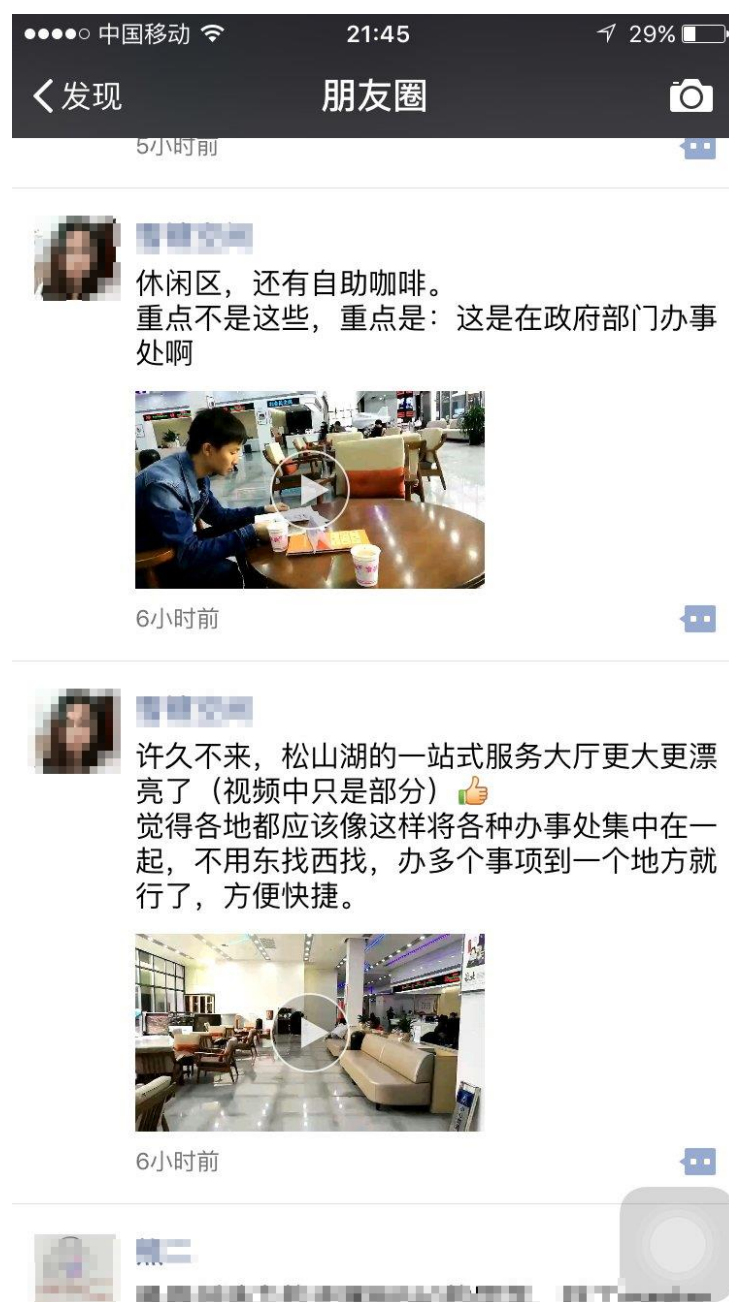 中国移动 21:45 29%
发现 朋友圈
5小时前
休闲区，还有自助咖啡。
重点不是这些，重点是：这是在政府部门办事
处啊
6小时前
许久不来，松山湖的一站式服务大厅更大更漂
亮了（视频中只是部分）👍
觉得各地都应该像这样将各种办事处集中在一
起，不用东找西找，办多个事项到一个地方就
行了，方便快捷。
6小时前